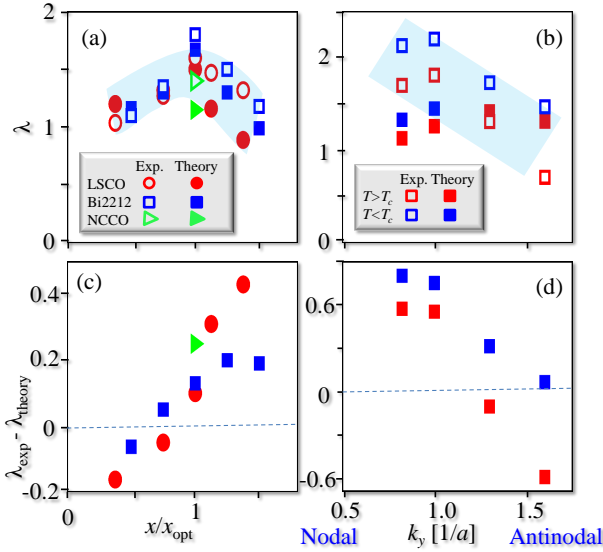 (a)
(b)
2
1
0
λ
Exp. Theory
LSCO
Bi2212
NCCO
2
1
0
Exp. Theory
T>Tc
T<Tc
(c)
(d)
0.4
0.2
0
-0.2
λexp - λtheory
0.6
0
-0.6
0 1
x/xopt
0.5 1.0 1.5
ky [1/a]
Nodal Antinodal